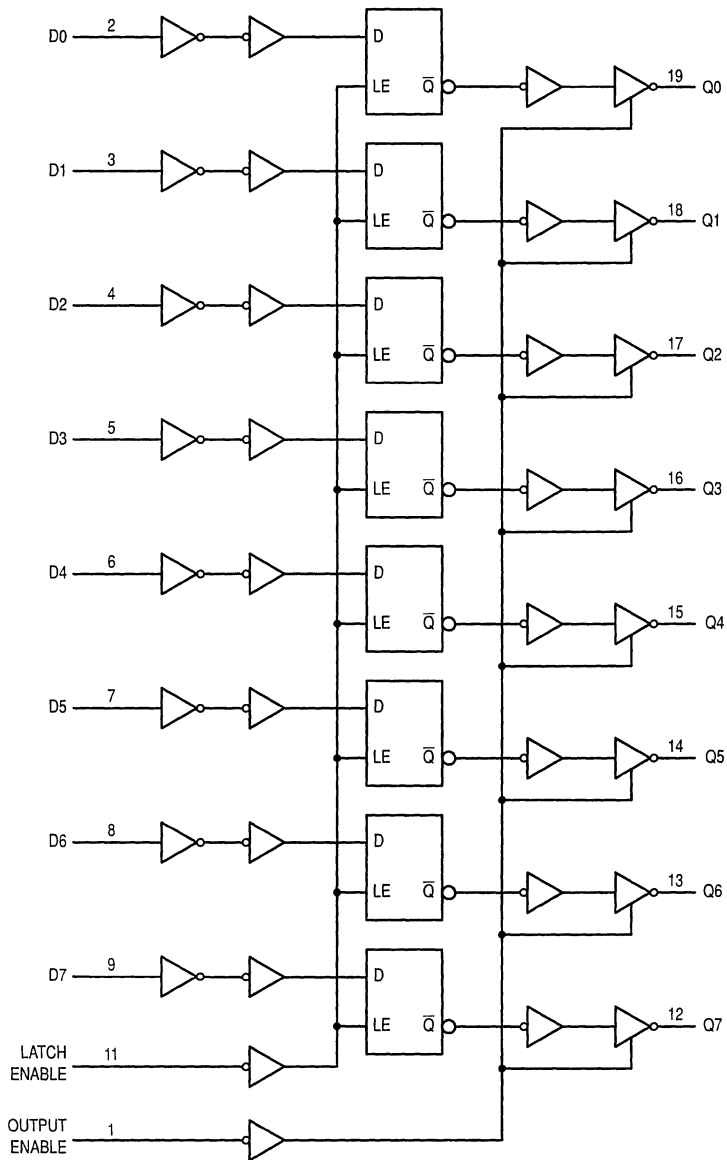 D0 2 D
LE Q̅ 19 Q0
D1 3 D
LE Q̅ 18 Q1
D2 4 D
LE Q̅ 17 Q2
D3 5 D
LE Q̅ 16 Q3
D4 6 D
LE Q̅ 15 Q4
D5 7 D
LE Q̅ 14 Q5
D6 8 D
LE Q̅ 13 Q6
D7 9 D
LE Q̅ 12 Q7
LATCH
ENABLE 11
OUTPUT
ENABLE 1